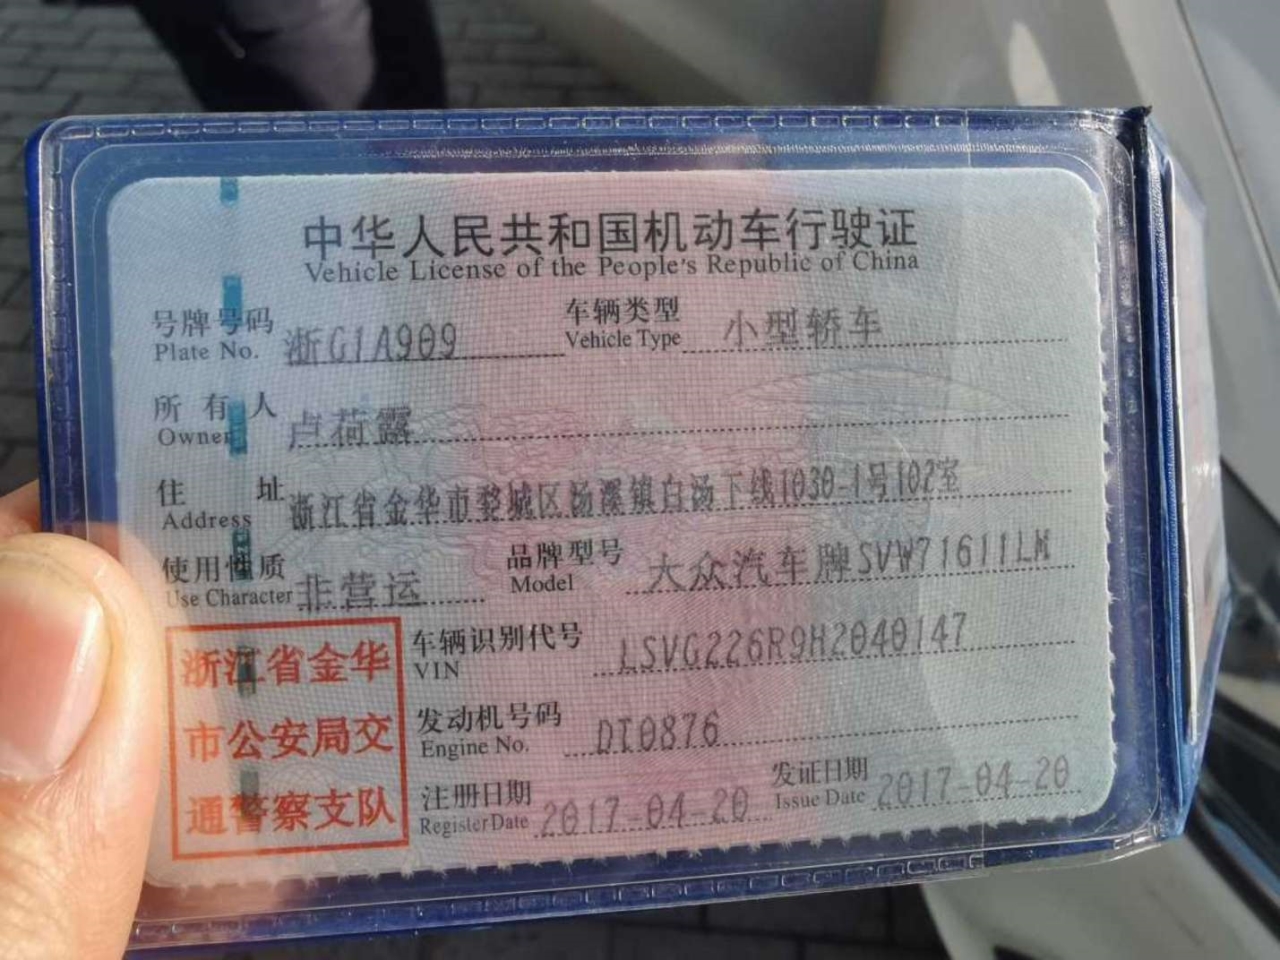 中华人民共和国机动车行驶证
Vehicle License of the People's Republic of China
号牌号码 浙G1A909 车辆类型 小型轿车
Plate No. Vehicle Type
所有人 卢荷露
Owner
住址 浙江省金华市婺城区汤溪镇白汤下线1030-1号102室
Address
使用性质 非营运 品牌型号 大众汽车牌SVW71611LM
Use Character Model
浙江省金华
市公安局交
通警察支队
车辆识别代号 LSVG226R9H2040147
VIN
发动机号码 DT0876
Engine No.
注册日期 2017-04-20 发证日期 2017-04-20
Register Date Issue Date